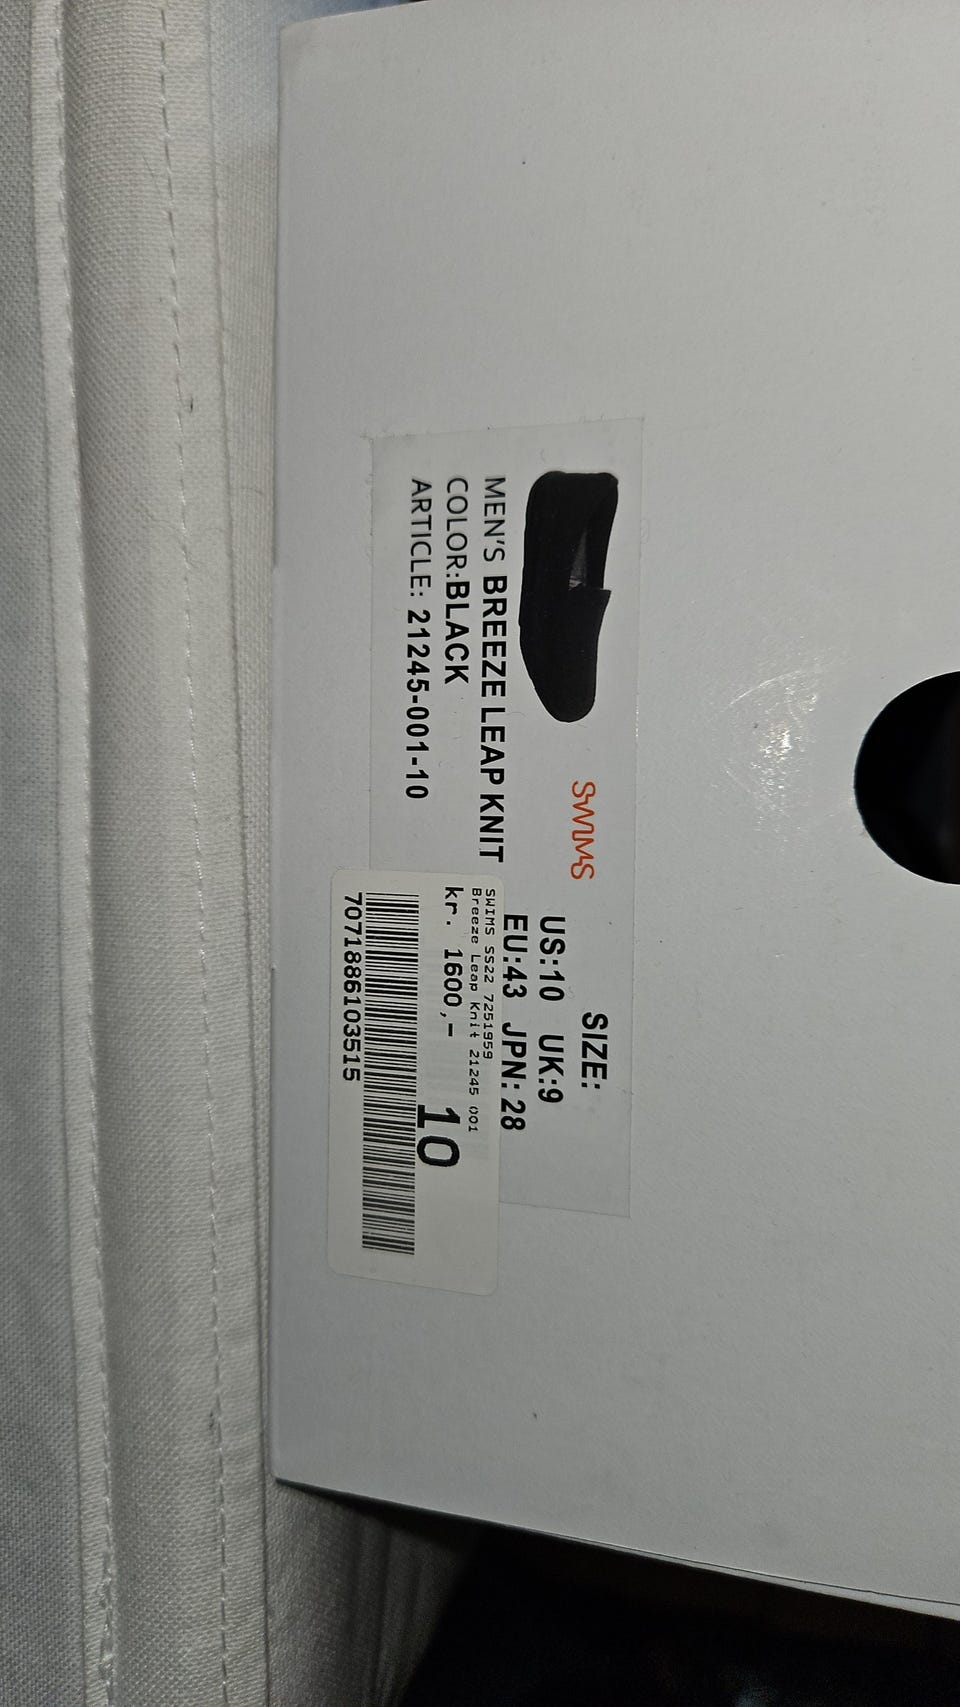 SWIMS
SIZE:
US:10 UK:9
EU:43 JPN:28
MEN'S BREEZE LEAP KNIT
COLOR:BLACK
ARTICLE: 21245-001-10
SWIMS SS22 7251959
Breeze Leap Knit 21245 001
kr. 1600,- 10
7071886103515